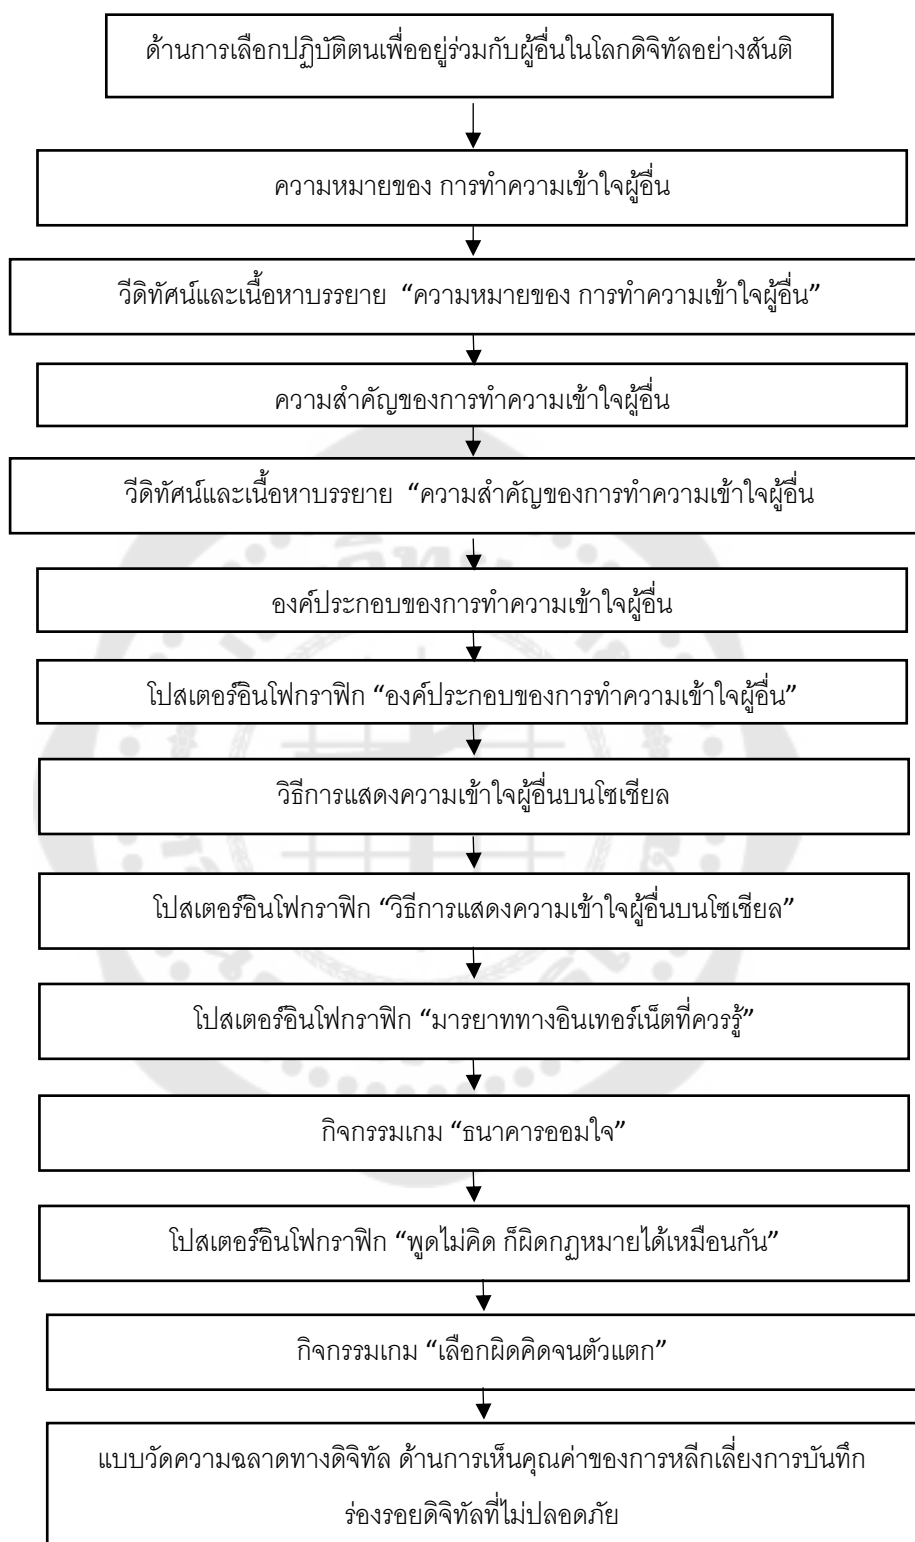 ด้านการเลือกปฏิบัติตนเพื่ออยู่ร่วมกับผู้อื่นในโลกดิจิทัลอย่างสันติ
ความหมายของ การทำความเข้าใจผู้อื่น
วีดิทัศน์และเนื้อหาบรรยาย “ความหมายของ การทำความเข้าใจผู้อื่น”
ความสำคัญของการทำความเข้าใจผู้อื่น
วีดิทัศน์และเนื้อหาบรรยาย “ความสำคัญของการทำความเข้าใจผู้อื่น
องค์ประกอบของการทำความเข้าใจผู้อื่น
โปสเตอร์อินโฟกราฟิก “องค์ประกอบของการทำความเข้าใจผู้อื่น”
วิธีการแสดงความเข้าใจผู้อื่นบนโซเชียล
โปสเตอร์อินโฟกราฟิก “วิธีการแสดงความเข้าใจผู้อื่นบนโซเชียล”
โปสเตอร์อินโฟกราฟิก “มารยาททางอินเทอร์เน็ตที่ควรรู้”
กิจกรรมเกม “ธนาคารออมใจ”
โปสเตอร์อินโฟกราฟิก “พูดไม่คิด ก็ผิดกฎหมายได้เหมือนกัน”
กิจกรรมเกม “เลือกผิดคิดจนตัวแตก”
แบบวัดความฉลาดทางดิจิทัล ด้านการเห็นคุณค่าของการหลีกเลี่ยงการบันทึก
ร่องรอยดิจิทัลที่ไม่ปลอดภัย